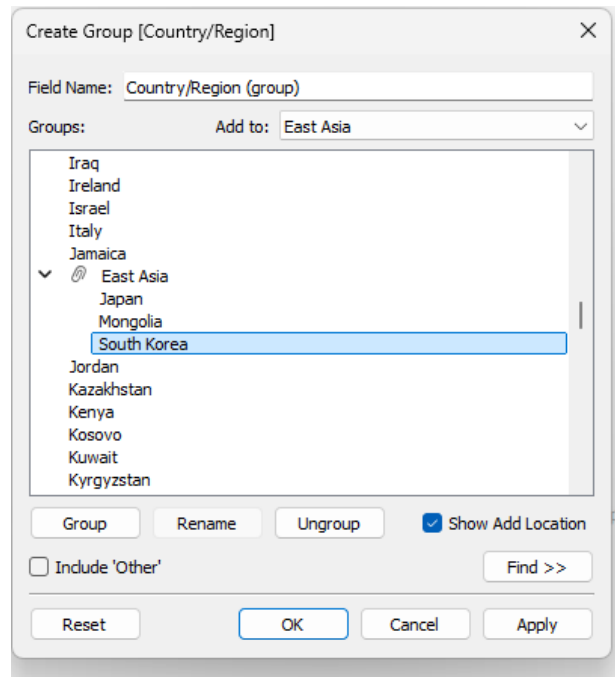 Create Group [Country/Region]
Field Name: Country/Region (group)
Groups: Add to: East Asia
Iraq
Ireland
Israel
Italy
Jamaica
East Asia
Japan
Mongolia
South Korea
Jordan
Kazakhstan
Kenya
Kosovo
Kuwait
Kyrgyzstan
Group Rename Ungroup Show Add Location
Include 'Other' Find >>
Reset OK Cancel Apply